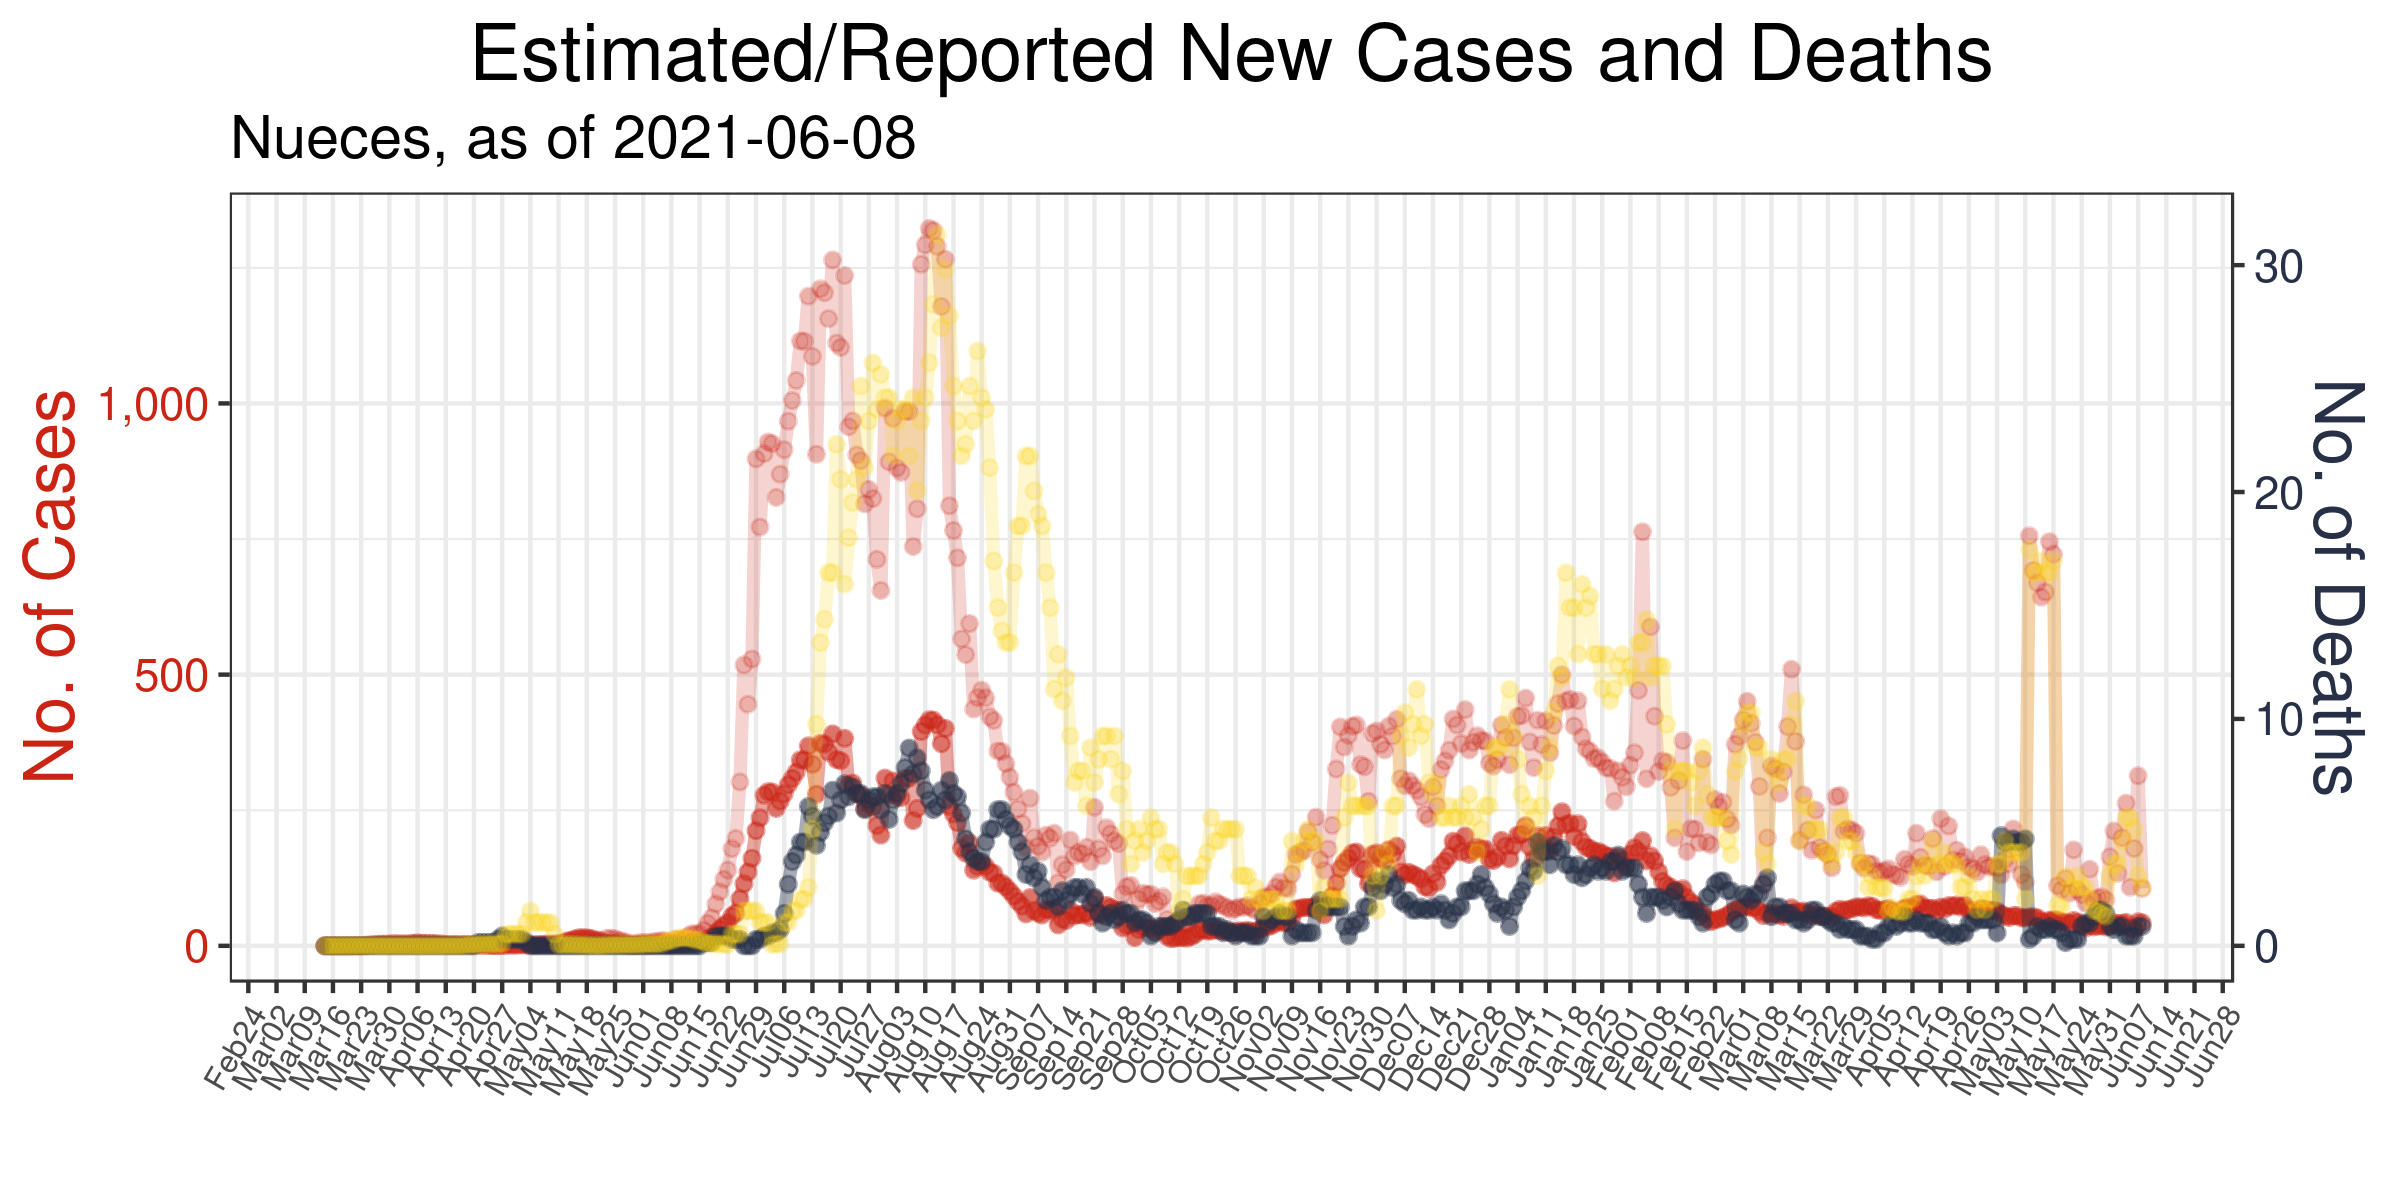 Estimated/Reported New Cases and Deaths
Nueces, as of 2021-06-08
No. of Cases
1,000
500
0
30
20
10
0
No. of Deaths
Feb24
Mar02
Mar09
Mar16
Mar23
Mar30
Apr06
Apr13
Apr20
Apr27
May04
May11
May18
May25
Jun01
Jun08
Jun15
Jun22
Jun29
Jul06
Jul13
Jul20
Jul27
Aug03
Aug10
Aug17
Aug24
Aug31
Sep07
Sep14
Sep21
Sep28
Oct05
Oct12
Oct19
Oct26
Nov02
Nov09
Nov16
Nov23
Nov30
Dec07
Dec14
Dec21
Dec28
Jan04
Jan11
Jan18
Jan25
Feb01
Feb08
Feb15
Feb22
Mar01
Mar08
Mar15
Mar22
Mar29
Apr05
Apr12
Apr19
Apr26
May03
May10
May17
May24
May31
Jun07
Jun14
Jun21
Jun28